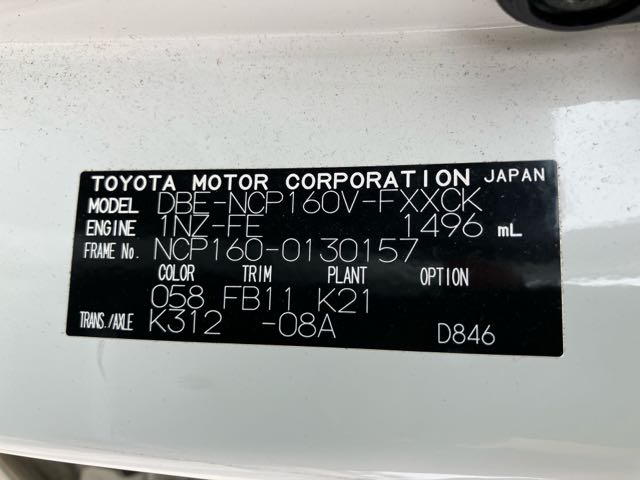 TOYOTA MOTOR CORPORATION JAPAN
MODEL DBE-NCP160V-FXXCK
ENGINE 1NZ-FE 1496 mL
FRAME No. NCP160-0130157
COLOR TRIM PLANT OPTION
058 FB11 K21
TRANS./AXLE K312 -08A D846